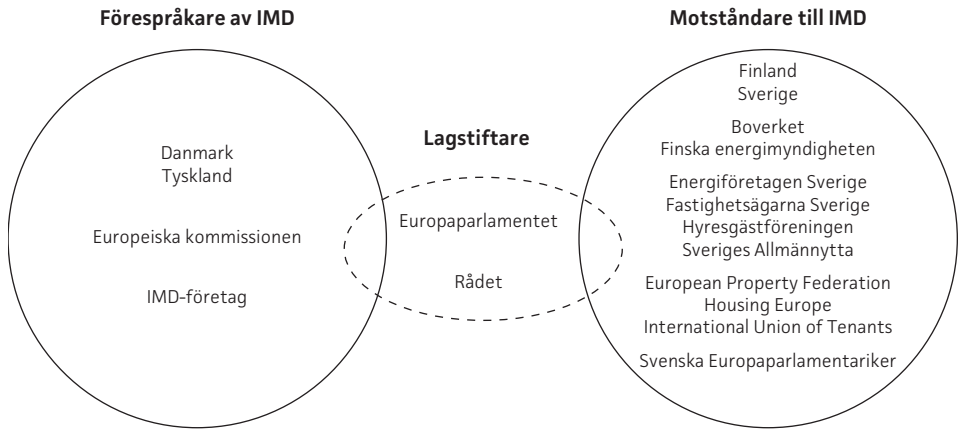 Förespråkare av IMD
Danmark
Tyskland
Europeiska kommissionen
IMD-företag
Lagstiftare
Europaparlamentet
Rådet
Motståndare till IMD
Finland
Sverige
Boverket
Finska energimyndigheten
Energiföretagen Sverige
Fastighetsägarna Sverige
Hyresgästföreningen
Sveriges Allmännytta
European Property Federation
Housing Europe
International Union of Tenants
Svenska Europaparlamentariker